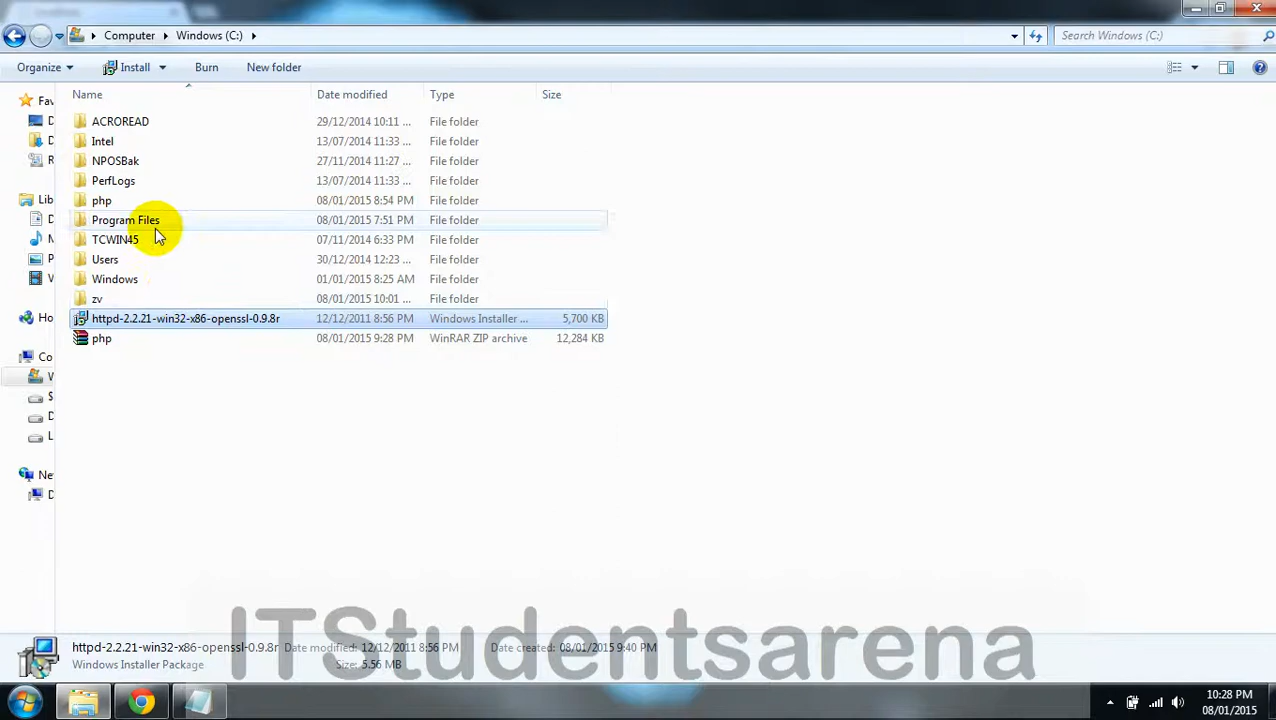 Computer Windows (C:) Search Windows (C:)
Organize Install Burn New folder
Name Date modified Type Size
ACROREAD 29/12/2014 10:11 ... File folder
Intel 13/07/2014 11:33 ... File folder
NPOSBak 27/11/2014 11:27 ... File folder
PerfLogs 13/07/2014 11:33 ... File folder
php 08/01/2015 8:54 PM File folder
Program Files 08/01/2015 7:51 PM File folder
TCWIN45 07/11/2014 6:33 PM File folder
Users 30/12/2014 12:23 ... File folder
Windows 01/01/2015 8:25 AM File folder
zv 08/01/2015 10:01 ... File folder
httpd-2.2.21-win32-x86-openssl-0.9.8r 12/12/2011 8:56 PM Windows Installer ... 5,700 KB
php 08/01/2015 9:28 PM WinRAR ZIP archive 12,284 KB
Fav
D
D
R
Lib
D
M
P
V
Ho
Co
W
S
D
L
Ne
D
ITStudentsarena
httpd-2.2.21-win32-x86-openssl-0.9.8r Date modified: 12/12/2011 8:56 PM Date created: 08/01/2015 9:40 PM
Windows Installer Package Size: 5.56 MB
10:28 PM
08/01/2015